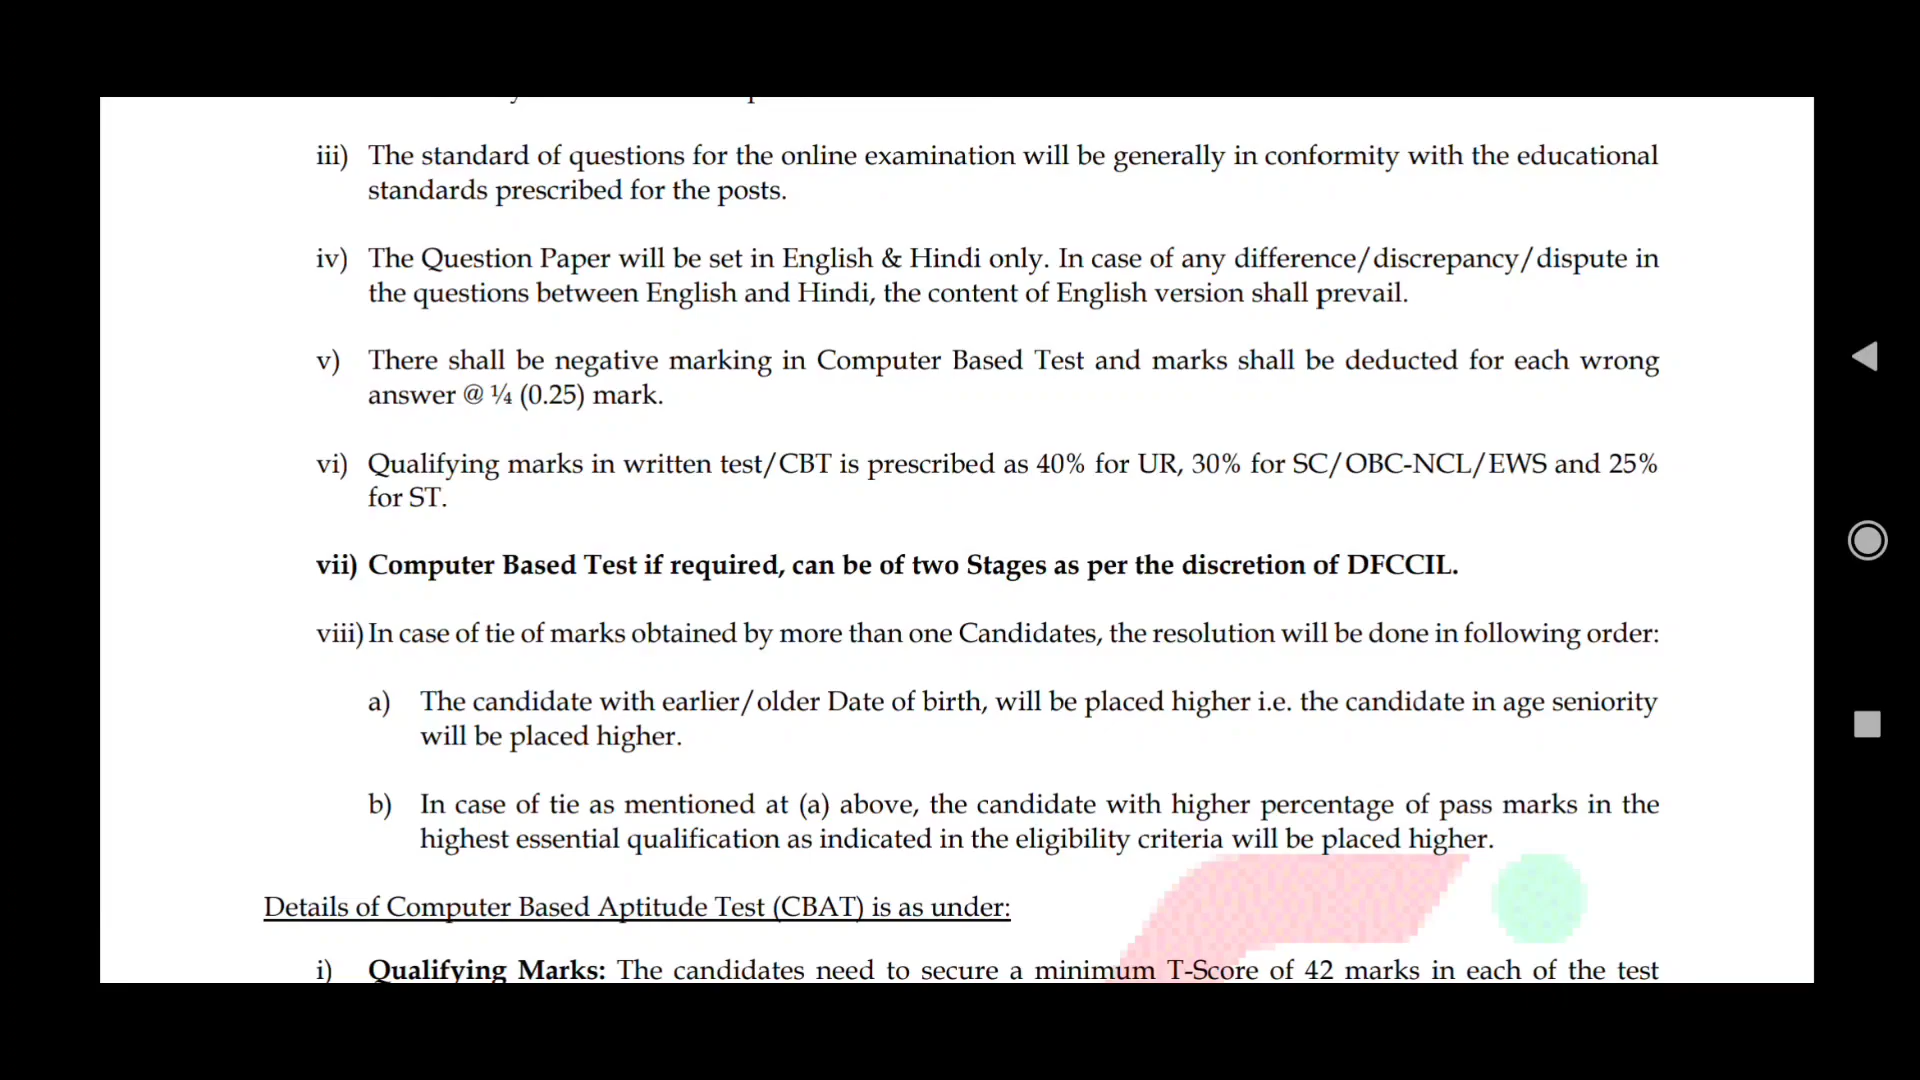 iii) The standard of questions for the online examination will be generally in conformity with the educational
standards prescribed for the posts.
iv) The Question Paper will be set in English & Hindi only. In case of any difference/discrepancy/dispute in
the questions between English and Hindi, the content of English version shall prevail.
v) There shall be negative marking in Computer Based Test and marks shall be deducted for each wrong
answer @ ¼ (0.25) mark.
vi) Qualifying marks in written test/CBT is prescribed as 40% for UR, 30% for SC/OBC-NCL/EWS and 25%
for ST.
vii) Computer Based Test if required, can be of two Stages as per the discretion of DFCCIL.
viii) In case of tie of marks obtained by more than one Candidates, the resolution will be done in following order:
a) The candidate with earlier/older Date of birth, will be placed higher i.e. the candidate in age seniority
will be placed higher.
b) In case of tie as mentioned at (a) above, the candidate with higher percentage of pass marks in the
highest essential qualification as indicated in the eligibility criteria will be placed higher.
Details of Computer Based Aptitude Test (CBAT) is as under:
i) Qualifying Marks: The candidates need to secure a minimum T-Score of 42 marks in each of the test